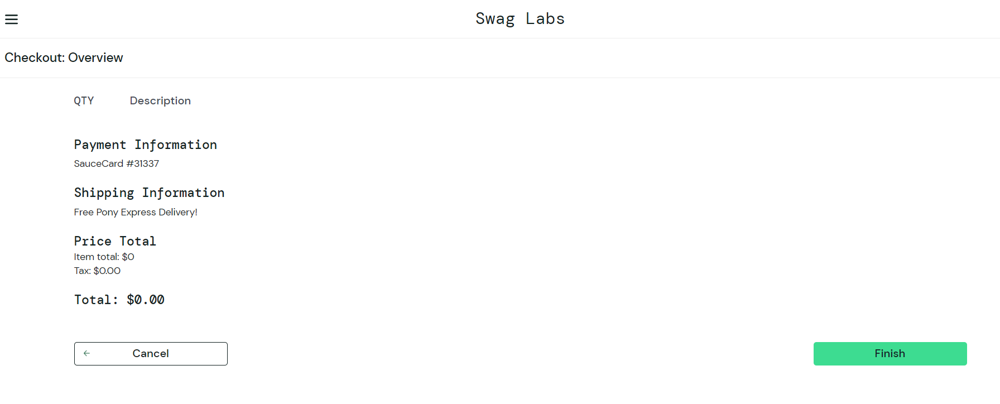 Swag Labs
Checkout: Overview
QTY Description
Payment Information
SauceCard #31337
Shipping Information
Free Pony Express Delivery!
Price Total
Item total: $0
Tax: $0.00
Total: $0.00
Cancel Finish